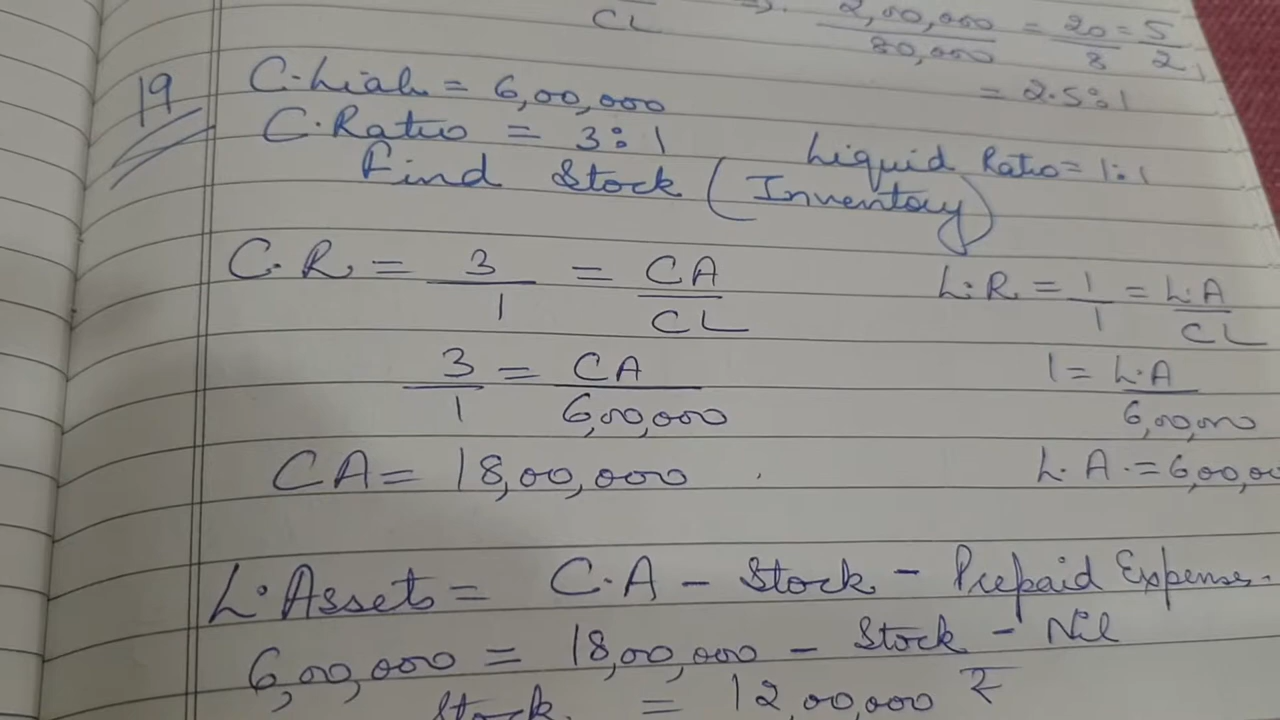 CL ⇒. 2,00,000 / 80,000 = 20 / 8 = 5 / 2
= 2.5:1
19 C.Liab = 6,00,000
C.Ratio = 3:1 Liquid Ratio = 1:1
Find Stock (Inventory)
C.R = 3 / 1 = CA / CL L.R = 1 / 1 = L.A / CL
3 / 1 = CA / 6,00,000 1 = L.A / 6,00,000
CA = 18,00,000 . L.A. = 6,00,00
L.Assets = C.A - Stock - Prepaid Expense.
6,00,000 = 18,00,000 - Stock - Nil
Stock = 12,00,000 ₹